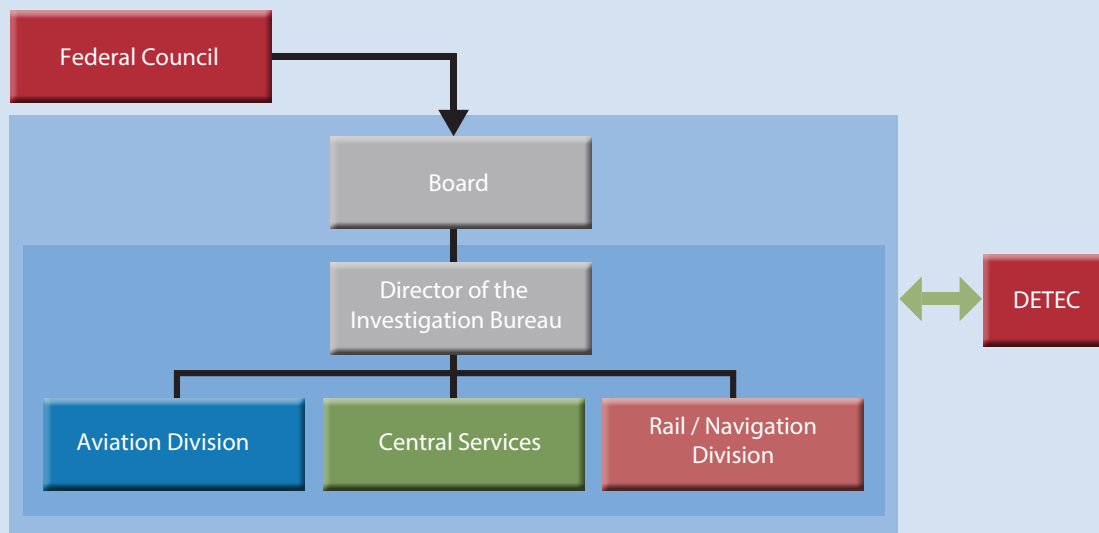 Federal Council
Board
Director of the
Investigation Bureau
DETEC
Aviation Division
Central Services
Rail / Navigation
Division